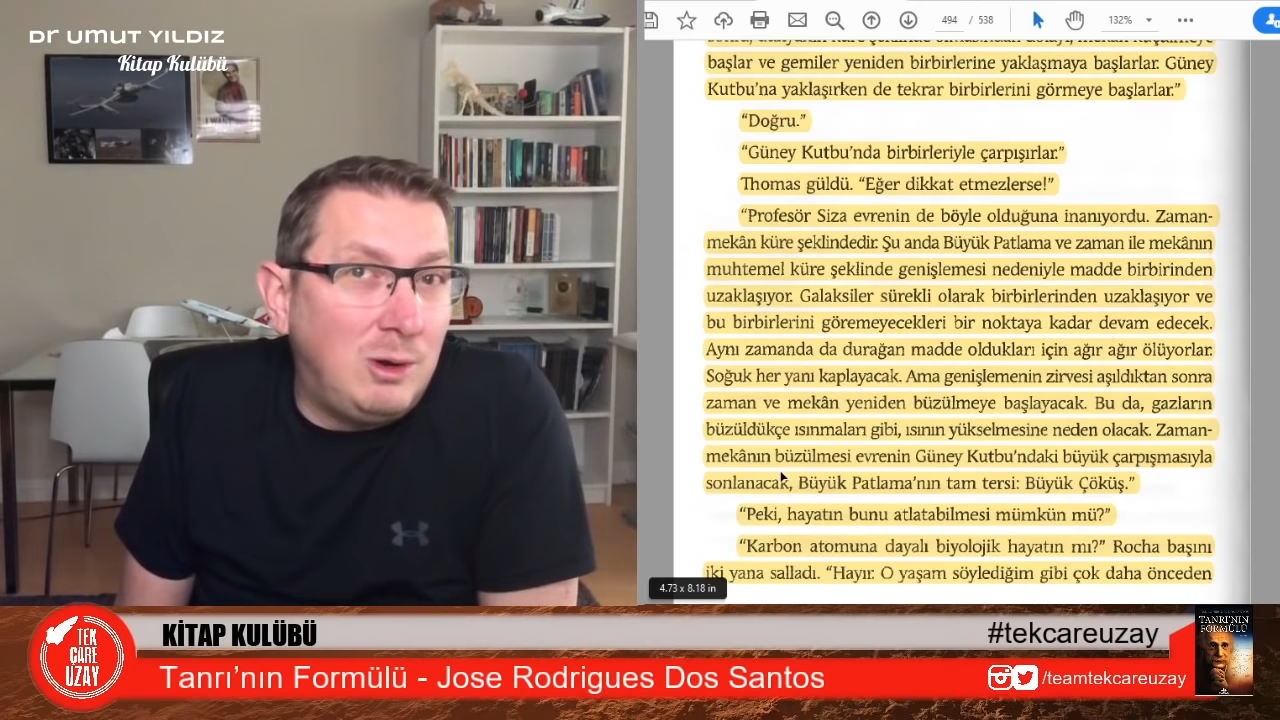 DR UMUT YILDIZ
Kitap Kulübü
494 / 538
132%
başlar ve gemiler yeniden birbirlerine yaklaşmaya başlarlar. Güney
Kutbu’na yaklaşırken de tekrar birbirlerini görmeye başlarlar.”
“Doğru.”
“Güney Kutbu’nda birbirleriyle çarpışırlar.”
Thomas güldü. “Eğer dikkat etmezlerse!”
“Profesör Siza evrenin de böyle olduğuna inanıyordu. Zaman-
mekân küre şeklindedir. Şu anda Büyük Patlama ve zaman ile mekânın
muhtemel küre şeklinde genişlemesi nedeniyle madde birbirinden
uzaklaşıyor. Galaksiler sürekli olarak birbirlerinden uzaklaşıyor ve
bu birbirlerini göremeyecekleri bir noktaya kadar devam edecek.
Aynı zamanda da durağan madde oldukları için ağır ağır ölüyorlar.
Soğuk her yanı kaplayacak. Ama genişlemenin zirvesi aşıldıktan sonra
zaman ve mekân yeniden büzülmeye başlayacak. Bu da, gazların
büzüldükçe ısınmaları gibi, ısının yükselmesine neden olacak. Zaman-
mekânın büzülmesi evrenin Güney Kutbu’ndaki büyük çarpışmasıyla
sonlanacak, Büyük Patlama’nın tam tersi: Büyük Çöküş.”
“Peki, hayatın bunu atlatabilmesi mümkün mü?”
“Karbon atomuna dayalı biyolojik hayatın mı?” Rocha başını
iki yana salladı. “Hayır. O yaşam söylediğim gibi çok daha önceden
4.73 x 8.18 in
TEK
ÇARE
UZAY
KİTAP KULÜBÜ
#tekcareuzay
Tanrı’nın Formülü - Jose Rodrigues Dos Santos
/teamtekcareuzay
TANRI'NIN
FORMÜLÜ